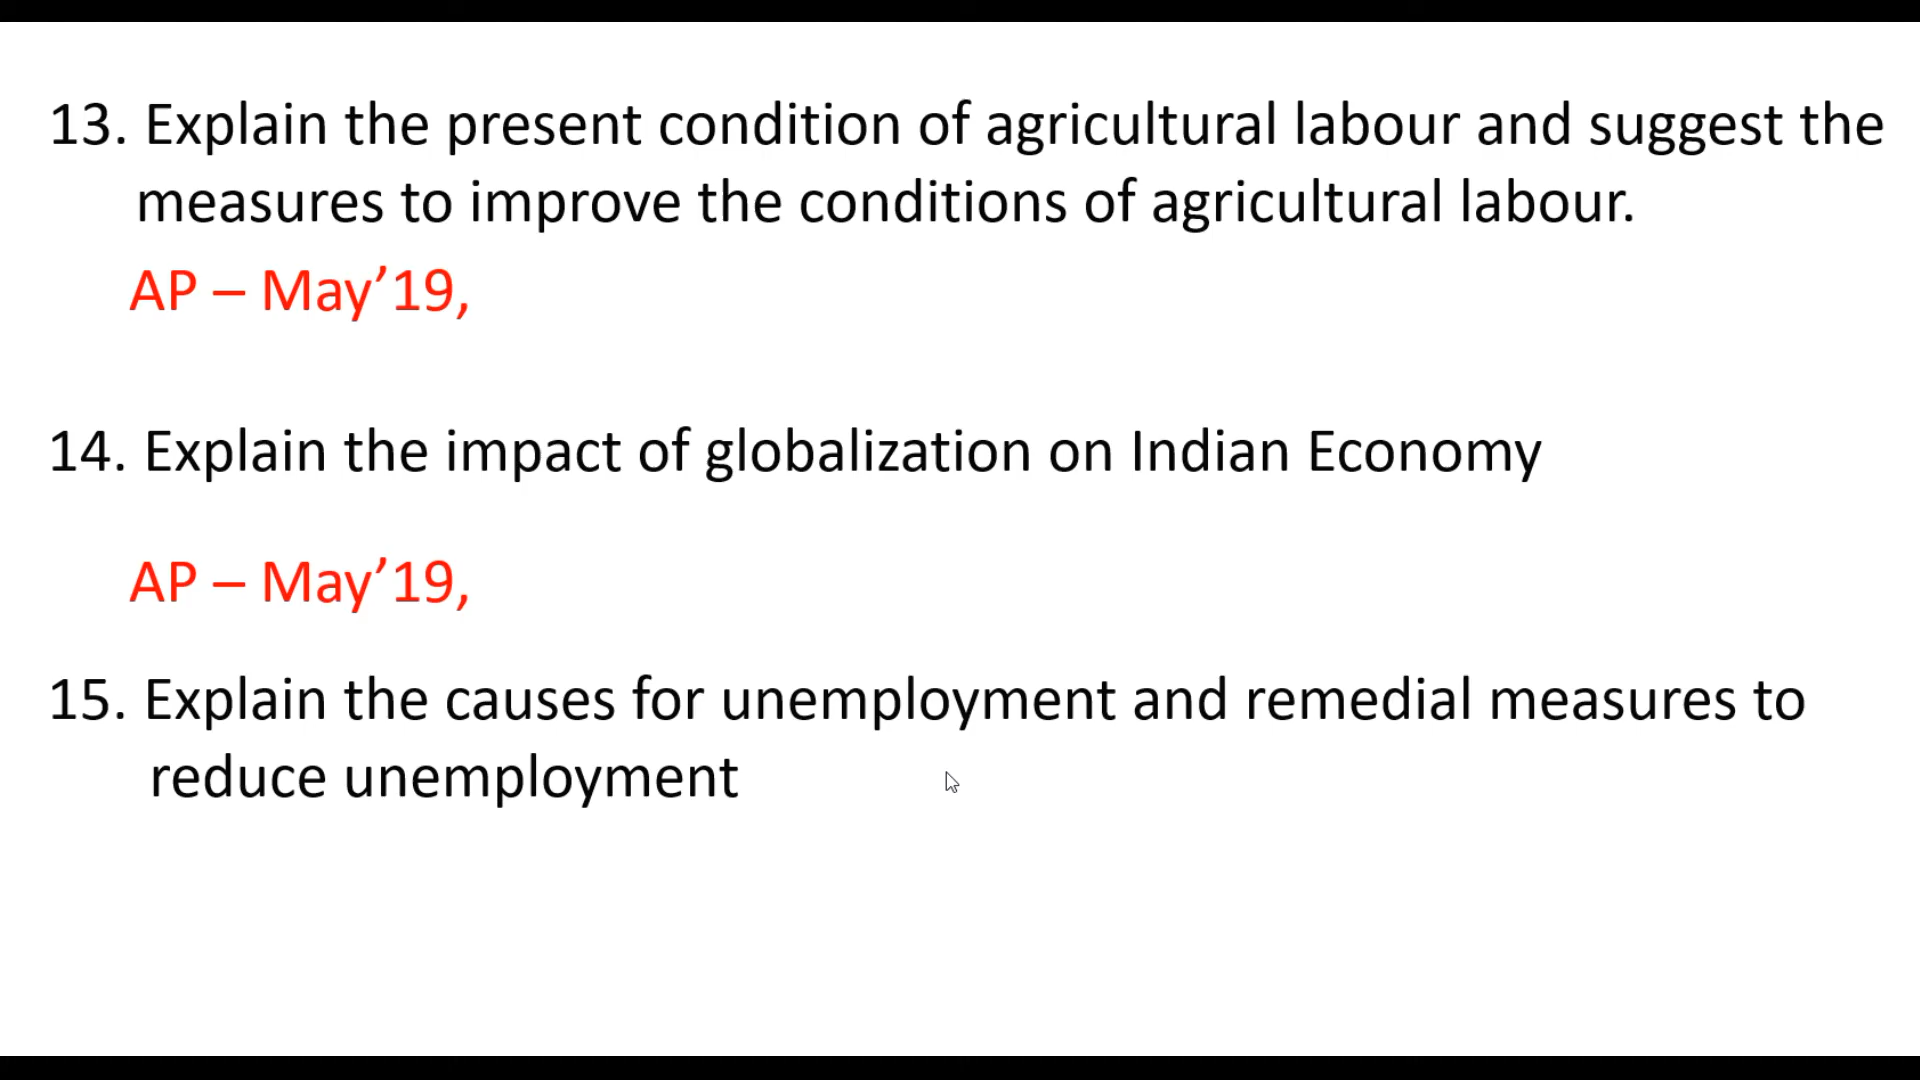 13. Explain the present condition of agricultural labour and suggest the
measures to improve the conditions of agricultural labour.
AP – May’19,
14. Explain the impact of globalization on Indian Economy
AP – May’19,
15. Explain the causes for unemployment and remedial measures to
reduce unemployment